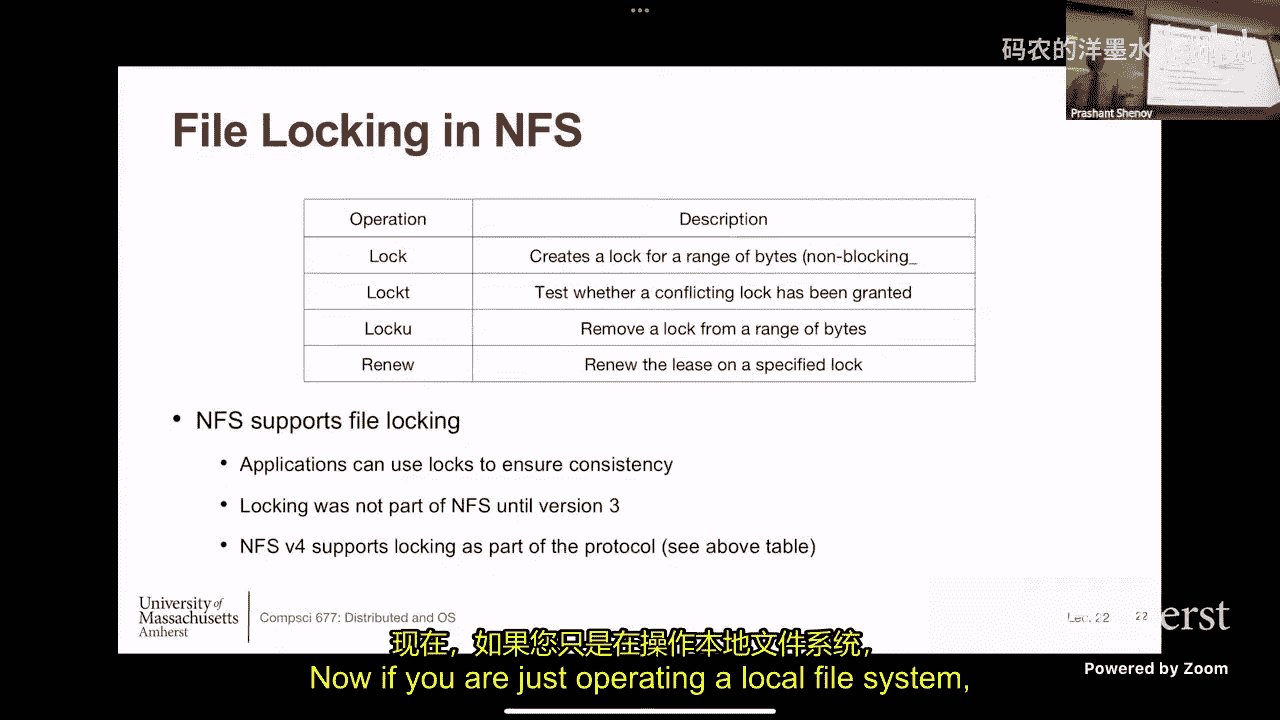 码农的洋墨水
Prashant Shenoy
File Locking in NFS
Operation Description
Lock Creates a lock for a range of bytes (non-blocking_
Lockt Test whether a conflicting lock has been granted
Locku Remove a lock from a range of bytes
Renew Renew the lease on a specified lock
• NFS supports file locking
• Applications can use locks to ensure consistency
• Locking was not part of NFS until version 3
• NFS v4 supports locking as part of the protocol (see above table)
University of
Massachusetts
Amherst
Compsci 677: Distributed and OS
Lec. 22 22
现在，如果您只是在操作本地文件系统，
Now if you are just operating a local file system,
Powered by Zoom